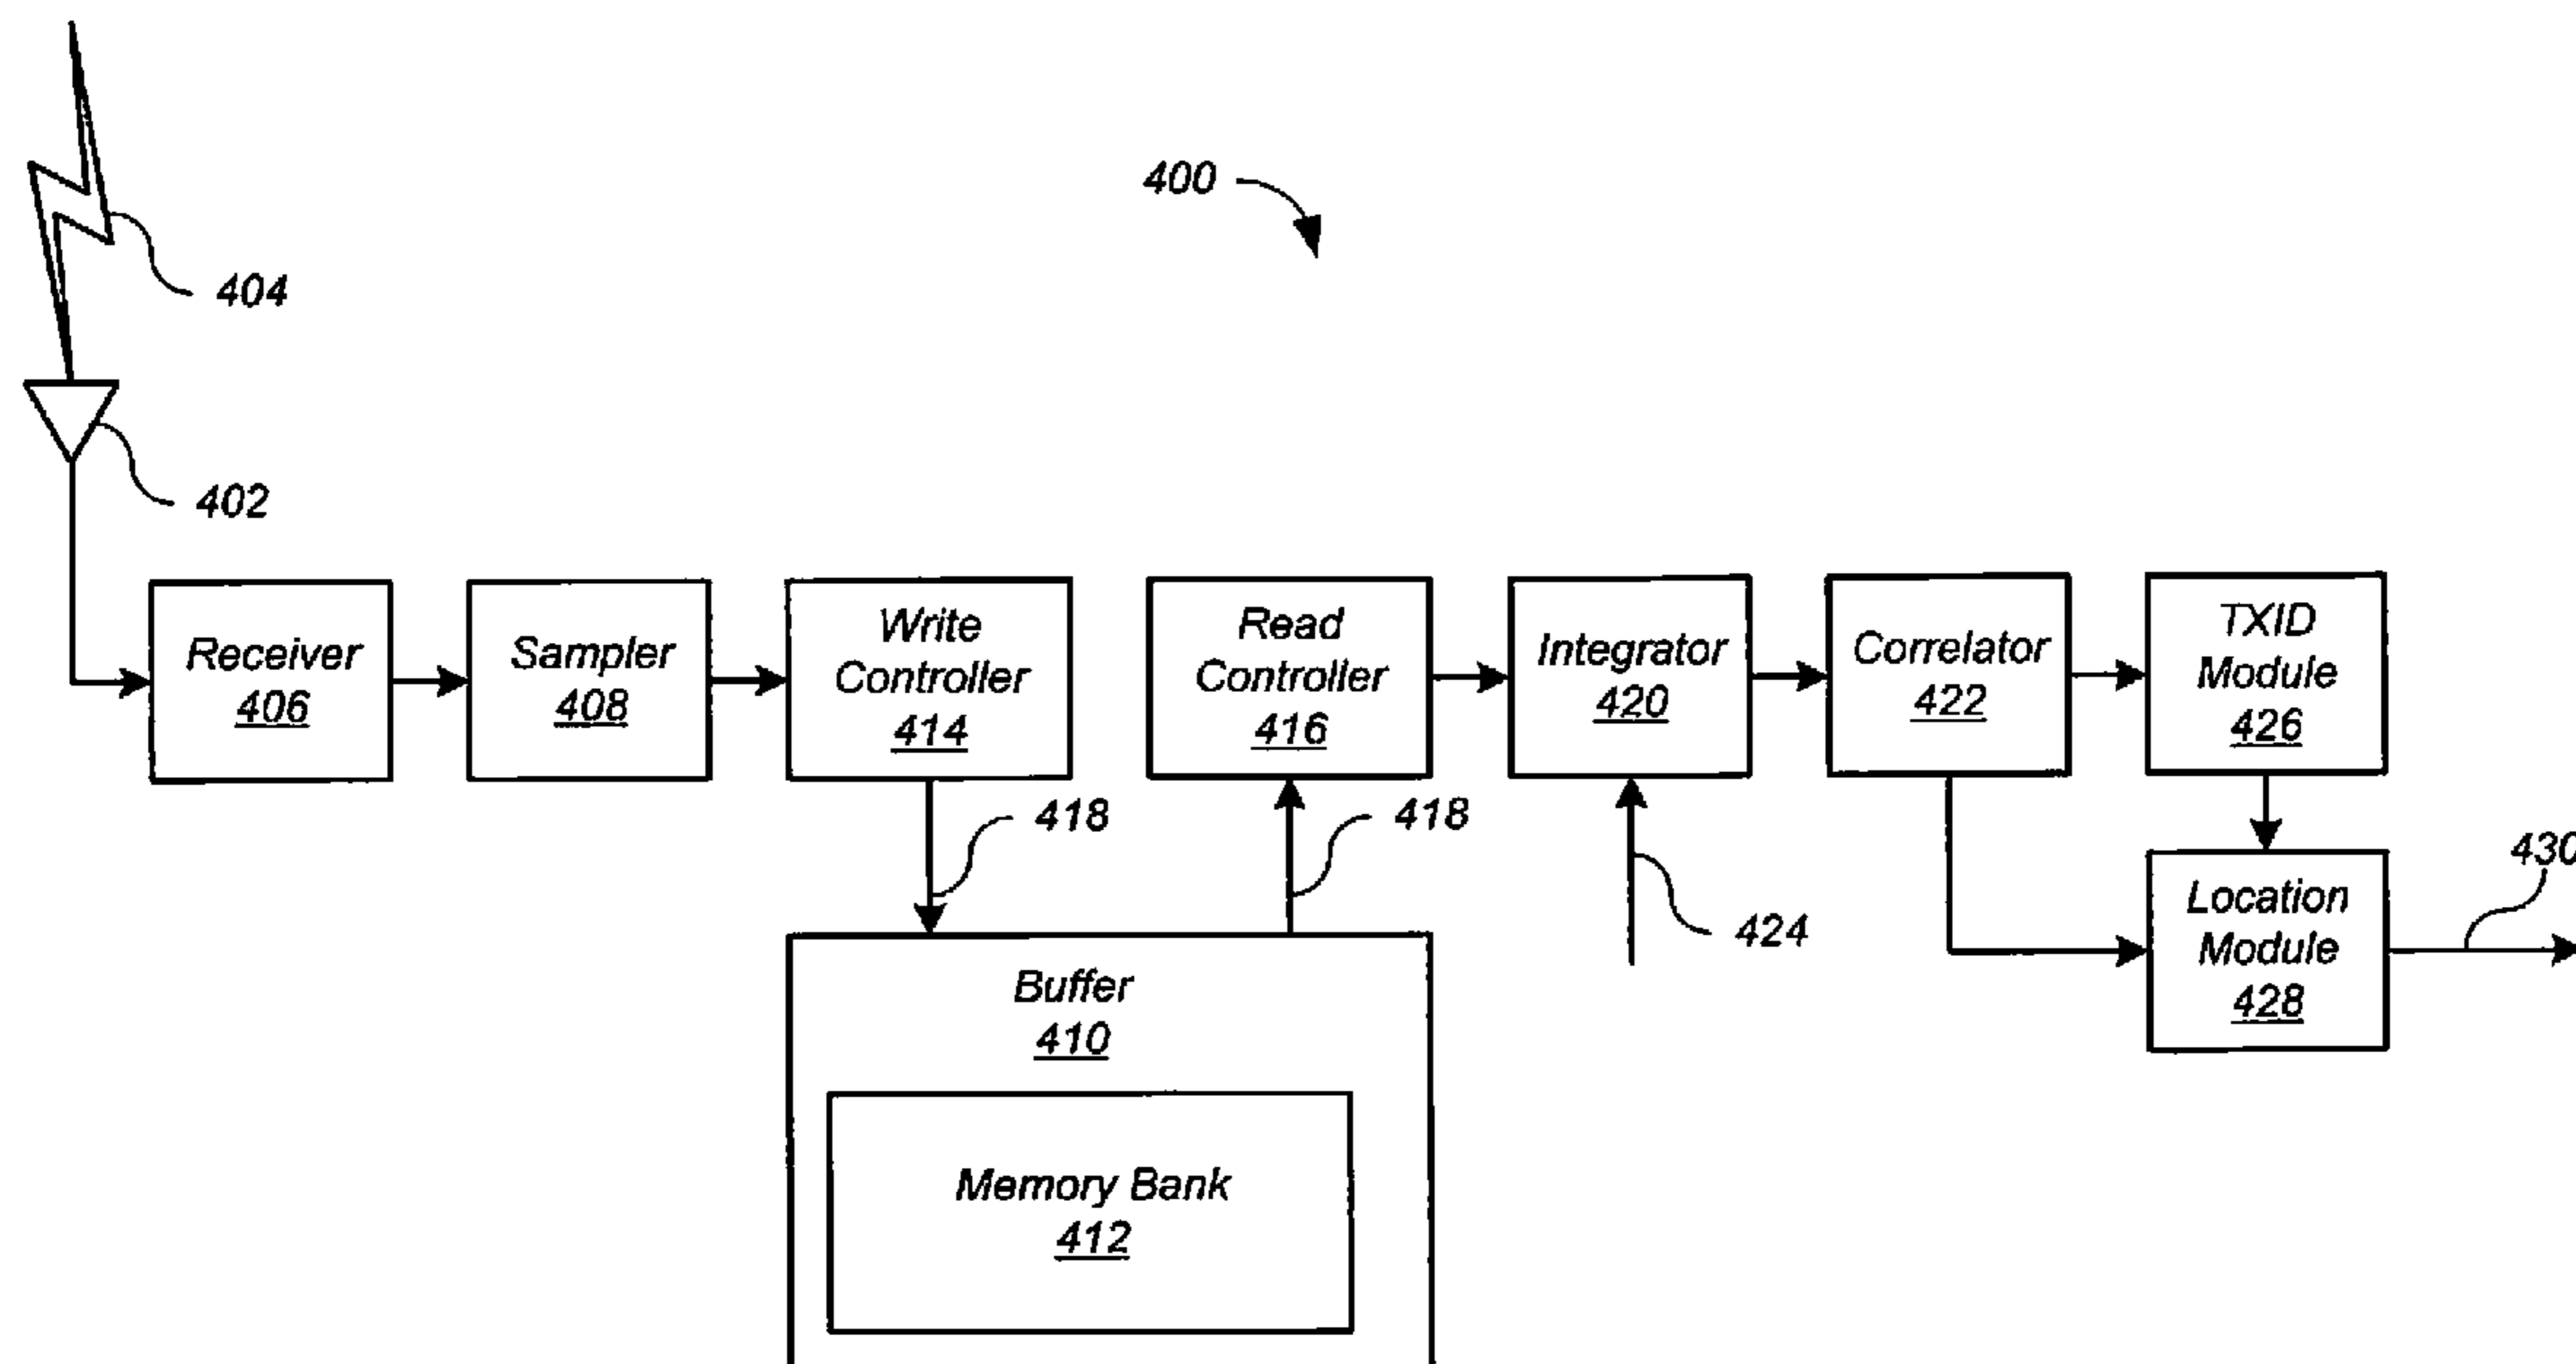 400
404
402
Receiver
406
Sampler
408
Write
Controller
414
Read
Controller
416
Integrator
420
Correlator
422
TXID
Module
426
418
418
424
430
Location
Module
428
Buffer
410
Memory Bank
412